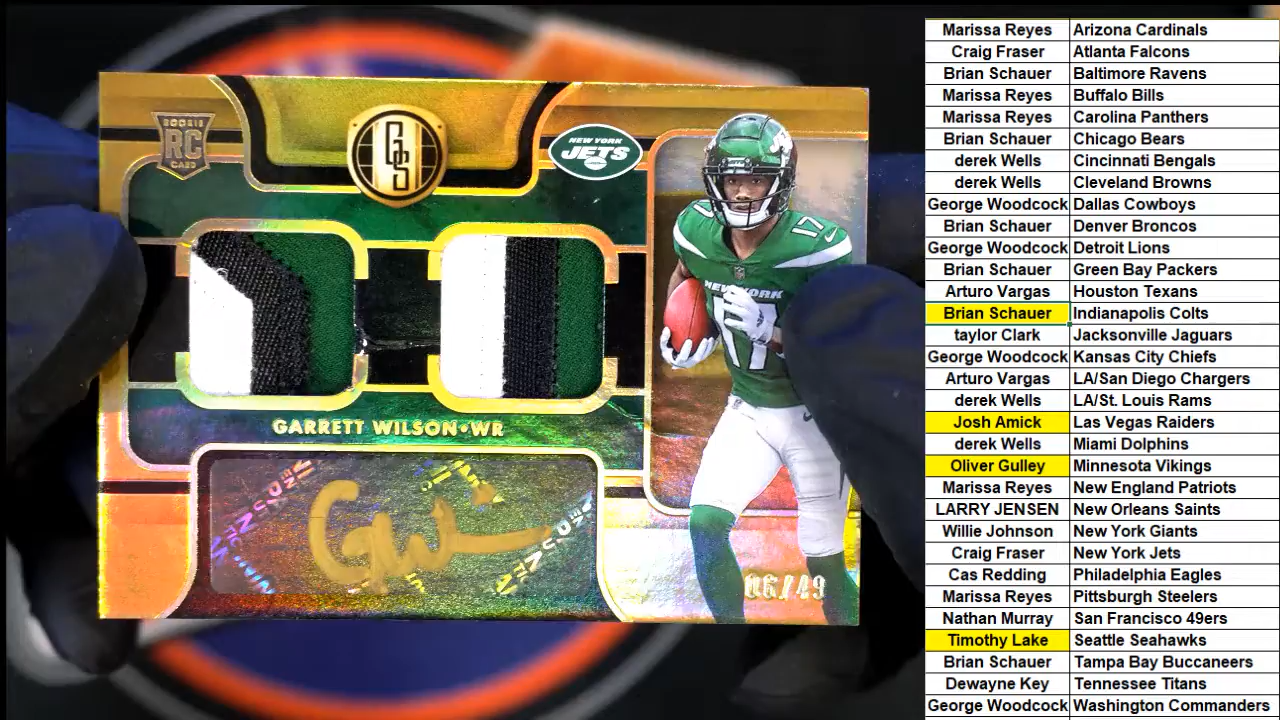 ROOKIE
RC
CARD
GS
NEW YORK
JETS
17
NEW YORK
17
GARRETT WILSON•WR
GW
06/49
Marissa Reyes Arizona Cardinals
Craig Fraser Atlanta Falcons
Brian Schauer Baltimore Ravens
Marissa Reyes Buffalo Bills
Marissa Reyes Carolina Panthers
Brian Schauer Chicago Bears
derek Wells Cincinnati Bengals
derek Wells Cleveland Browns
George Woodcock Dallas Cowboys
Brian Schauer Denver Broncos
George Woodcock Detroit Lions
Brian Schauer Green Bay Packers
Arturo Vargas Houston Texans
Brian Schauer Indianapolis Colts
taylor Clark Jacksonville Jaguars
George Woodcock Kansas City Chiefs
Arturo Vargas LA/San Diego Chargers
derek Wells LA/St. Louis Rams
Josh Amick Las Vegas Raiders
derek Wells Miami Dolphins
Oliver Gulley Minnesota Vikings
Marissa Reyes New England Patriots
LARRY JENSEN New Orleans Saints
Willie Johnson New York Giants
Craig Fraser New York Jets
Cas Redding Philadelphia Eagles
Marissa Reyes Pittsburgh Steelers
Nathan Murray San Francisco 49ers
Timothy Lake Seattle Seahawks
Brian Schauer Tampa Bay Buccaneers
Dewayne Key Tennessee Titans
George Woodcock Washington Commanders